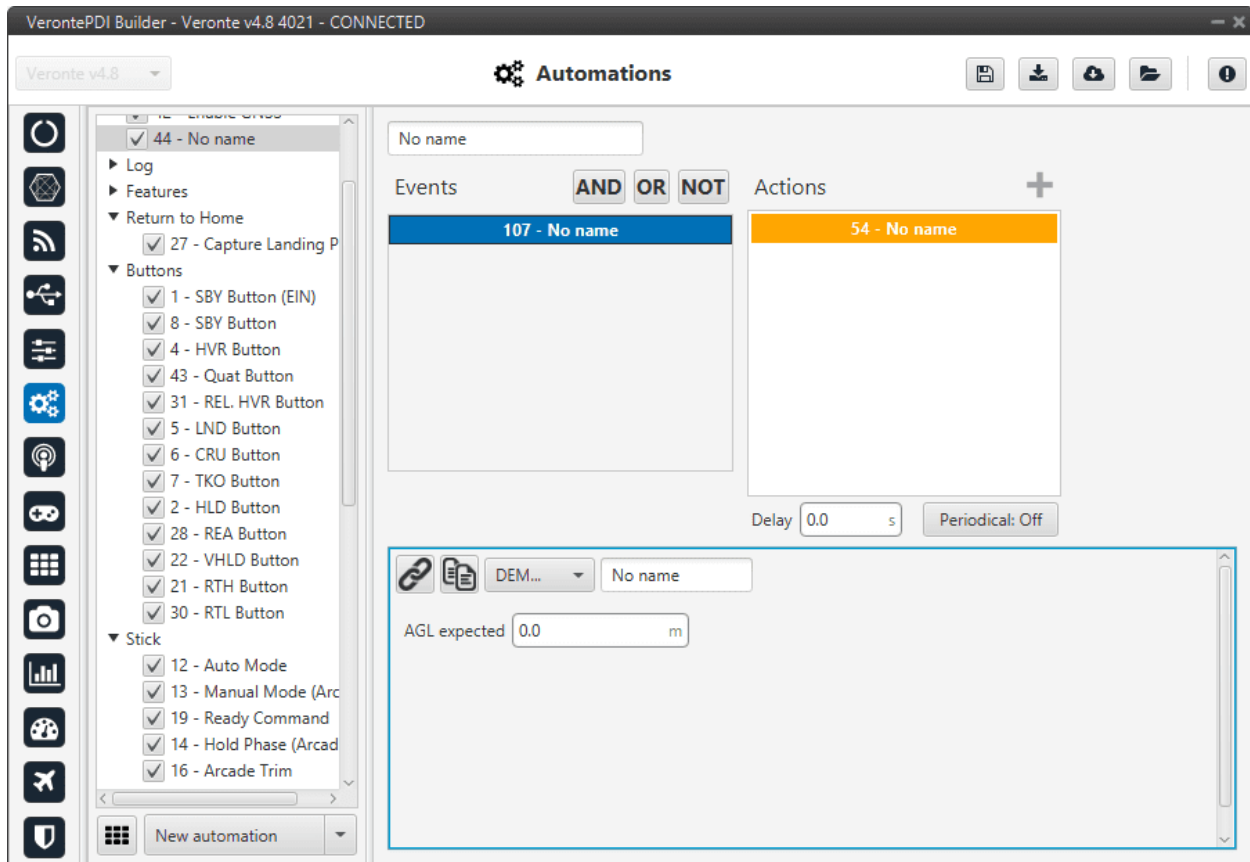 VerontePDI Builder - Veronte v4.8 4021 - CONNECTED
Veronte v4.8
Automations
42 - Enable GNSS
44 - No name
Log
Features
Return to Home
27 - Capture Landing P
Buttons
1 - SBY Button (EIN)
8 - SBY Button
4 - HVR Button
43 - Quat Button
31 - REL. HVR Button
5 - LND Button
6 - CRU Button
7 - TKO Button
2 - HLD Button
28 - REA Button
22 - VHLD Button
21 - RTH Button
30 - RTL Button
Stick
12 - Auto Mode
13 - Manual Mode (Arc
19 - Ready Command
14 - Hold Phase (Arcad
16 - Arcade Trim
New automation
No name
Events AND OR NOT
107 - No name
Actions
54 - No name
Delay 0.0 s Periodical: Off
DEM... No name
AGL expected 0.0 m